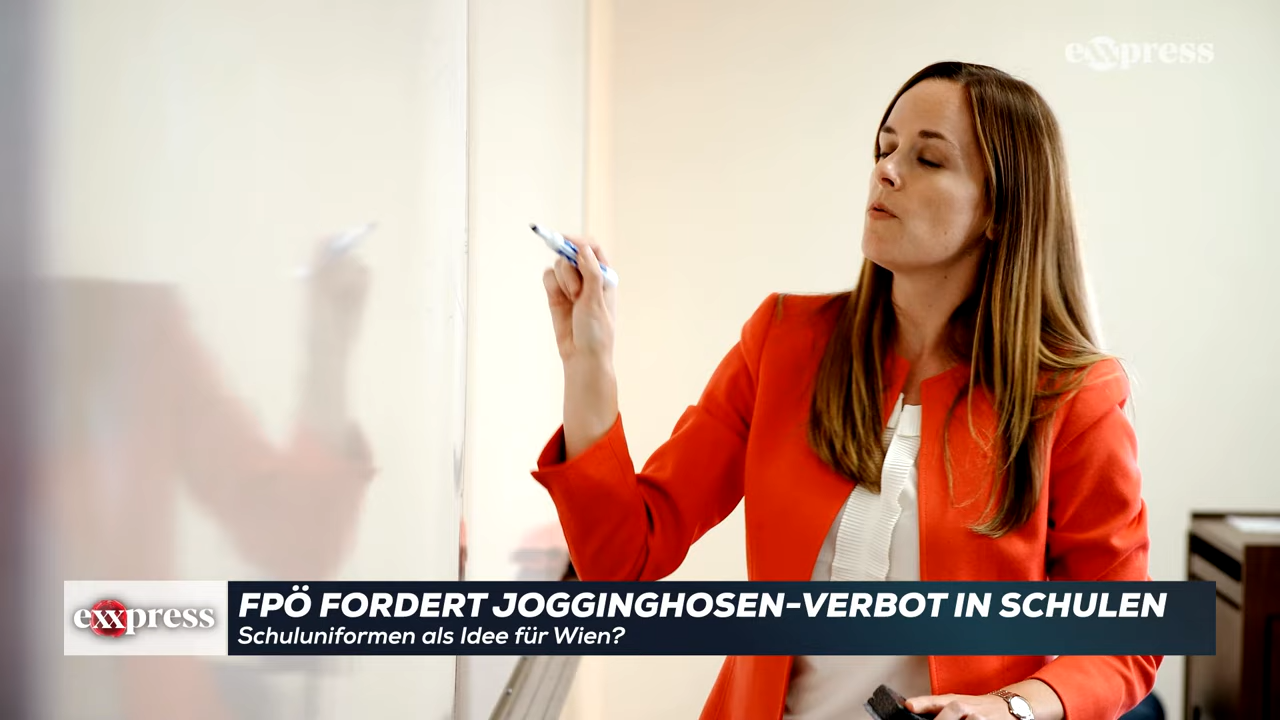 exxpress
exxpress
FPÖ FORDERT JOGGINGHOSEN-VERBOT IN SCHULEN
Schuluniformen als Idee für Wien?